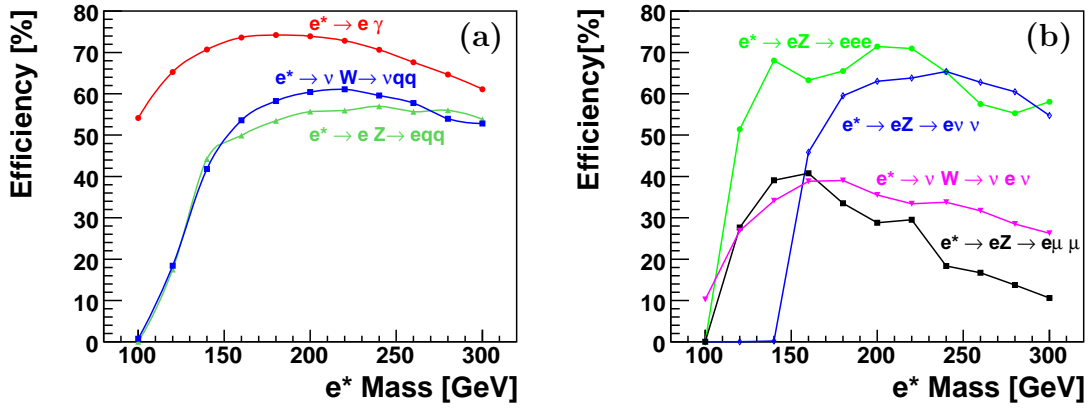 Efficiency [%]
80
70
60
50
40
30
20
10
0
e* → e γ
(a)
e* → ν W → νqq
e* → e Z → eqq
100 150 200 250 300
e* Mass [GeV]
Efficiency[%]
80
70
60
50
40
30
20
10
0
e* → eZ → eee
(b)
e* → eZ → eν ν
e* → ν W → ν e ν
e* → eZ → eμ μ
100 150 200 250 300
e* Mass [GeV]